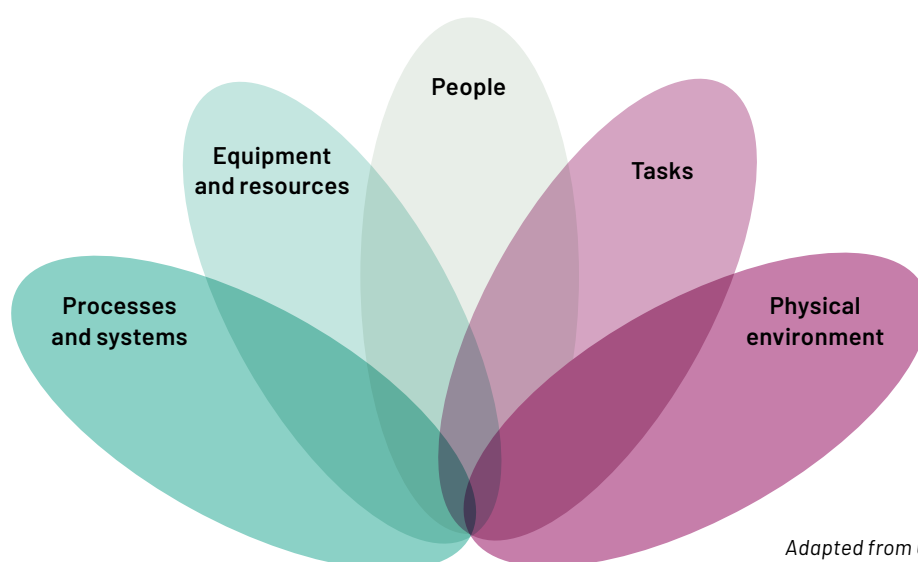 People
Equipment
and resources
Tasks
Processes
and systems
Physical
environment
Adapted from